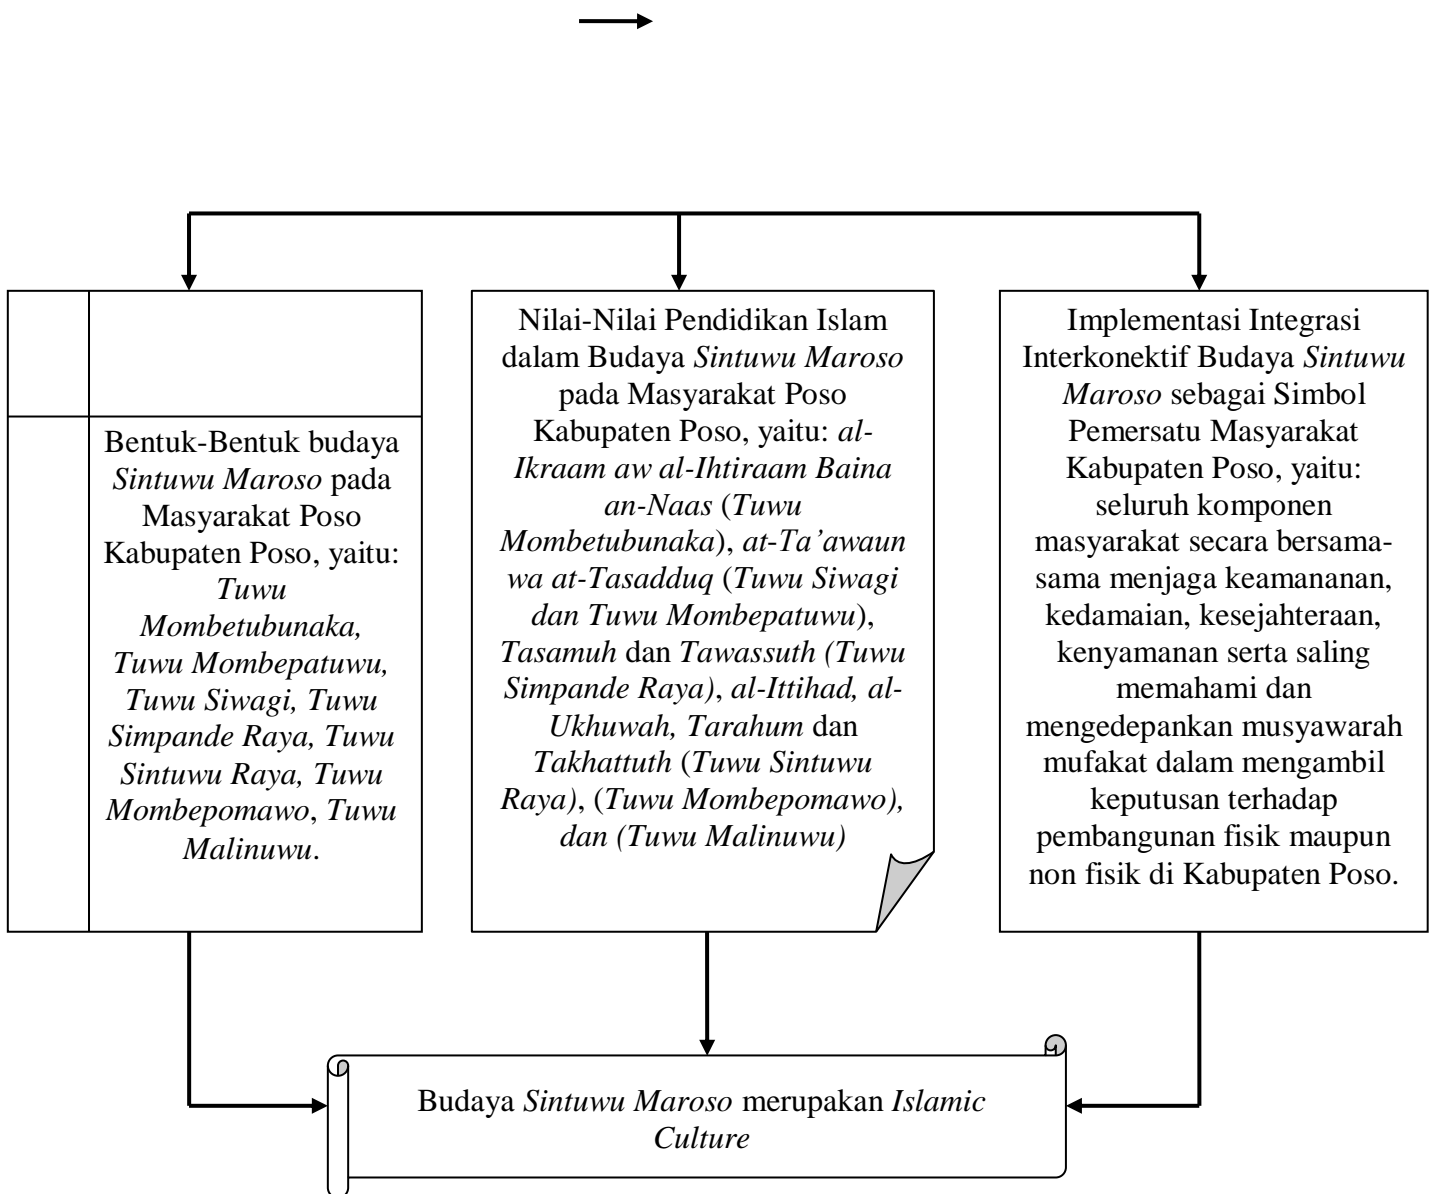 Bentuk-Bentuk budaya
Sintuwu Maroso pada
Masyarakat Poso
Kabupaten Poso, yaitu:
Tuwu
Mombetubunaka,
Tuwu Mombepatuwu,
Tuwu Siwagi, Tuwu
Simpande Raya, Tuwu
Sintuwu Raya, Tuwu
Mombepomawo, Tuwu
Malinuwu.
Nilai-Nilai Pendidikan Islam
dalam Budaya Sintuwu Maroso
pada Masyarakat Poso
Kabupaten Poso, yaitu: al-
Ikraam aw al-Ihtiraam Baina
an-Naas (Tuwu
Mombetubunaka), at-Ta’awaun
wa at-Tasadduq (Tuwu Siwagi
dan Tuwu Mombepatuwu),
Tasamuh dan Tawassuth (Tuwu
Simpande Raya), al-Ittihad, al-
Ukhuwah, Tarahum dan
Takhattuth (Tuwu Sintuwu
Raya), (Tuwu Mombepomawo),
dan (Tuwu Malinuwu)
Implementasi Integrasi
Interkonektif Budaya Sintuwu
Maroso sebagai Simbol
Pemersatu Masyarakat
Kabupaten Poso, yaitu:
seluruh komponen
masyarakat secara bersama-
sama menjaga keamananan,
kedamaian, kesejahteraan,
kenyamanan serta saling
memahami dan
mengedepankan musyawarah
mufakat dalam mengambil
keputusan terhadap
pembangunan fisik maupun
non fisik di Kabupaten Poso.
Budaya Sintuwu Maroso merupakan Islamic
Culture